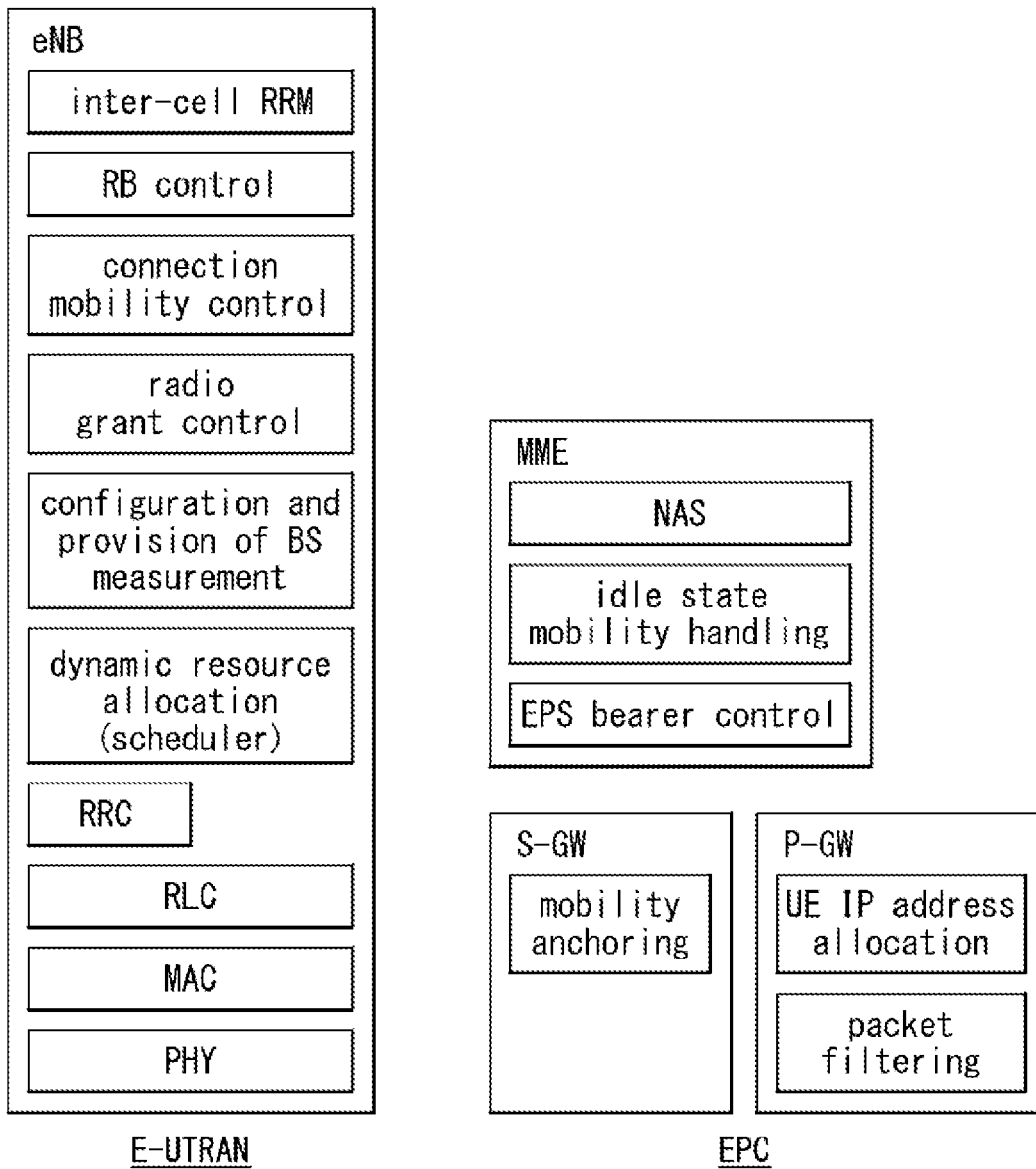 eNB
inter-cell RRM
RB control
connection
mobility control
radio
grant control
configuration and
provision of BS
measurement
dynamic resource
allocation
(scheduler)
RRC
RLC
MAC
PHY
E-UTRAN
MME
NAS
idle state
mobility handling
EPS bearer control
S-GW
mobility
anchoring
P-GW
UE IP address
allocation
packet
filtering
EPC